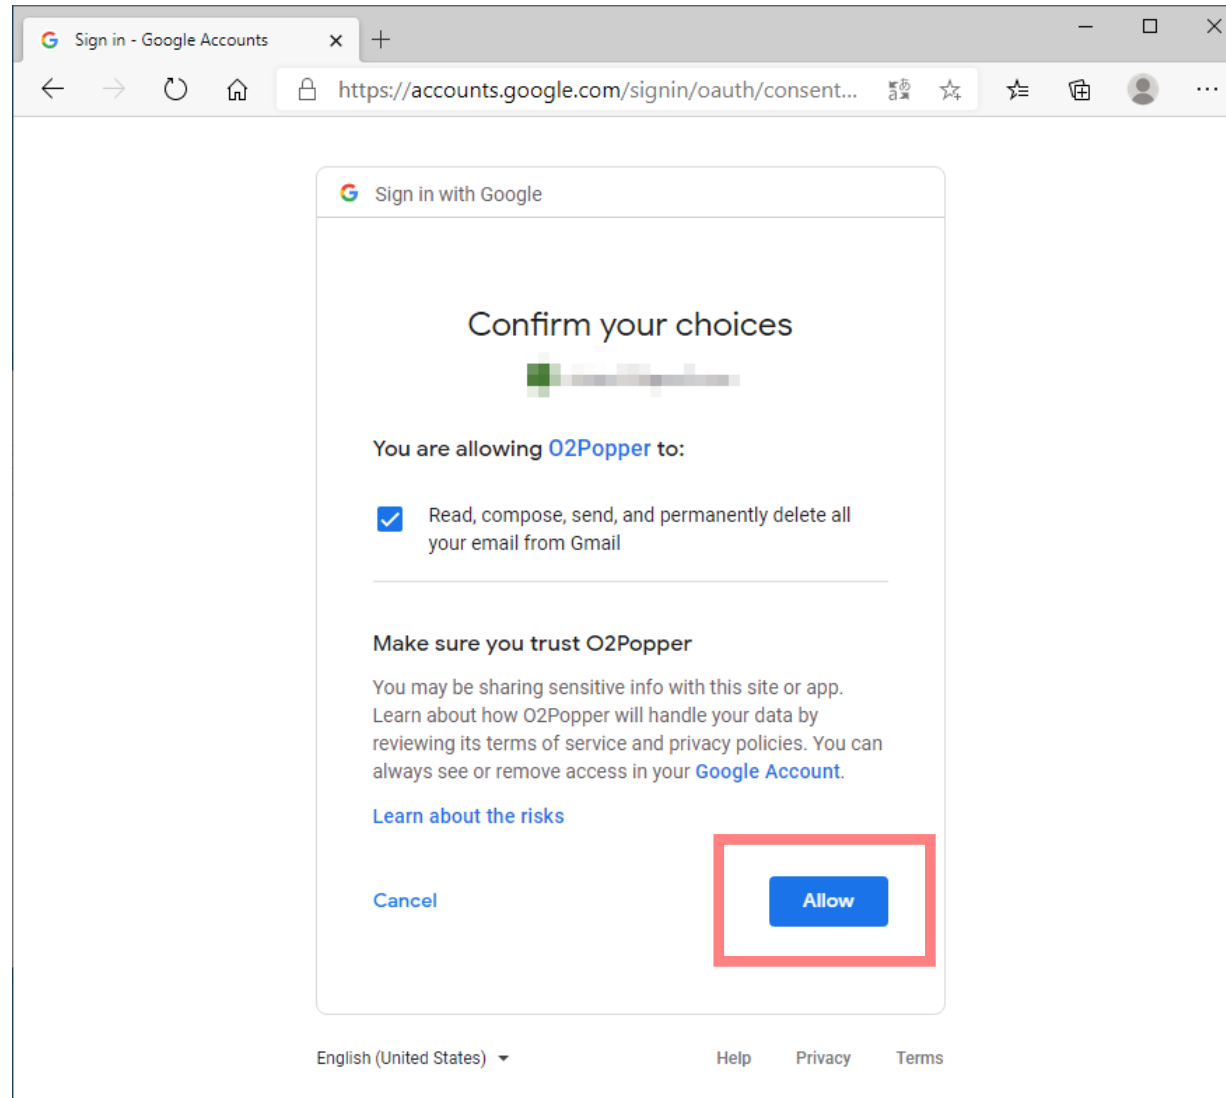 Sign in - Google Accounts
https://accounts.google.com/signin/oauth/consent...
Sign in with Google
Confirm your choices
You are allowing O2Popper to:
Read, compose, send, and permanently delete all
your email from Gmail
Make sure you trust O2Popper
You may be sharing sensitive info with this site or app.
Learn about how O2Popper will handle your data by
reviewing its terms of service and privacy policies. You can
always see or remove access in your Google Account.
Learn about the risks
Cancel Allow
English (United States) Help Privacy Terms